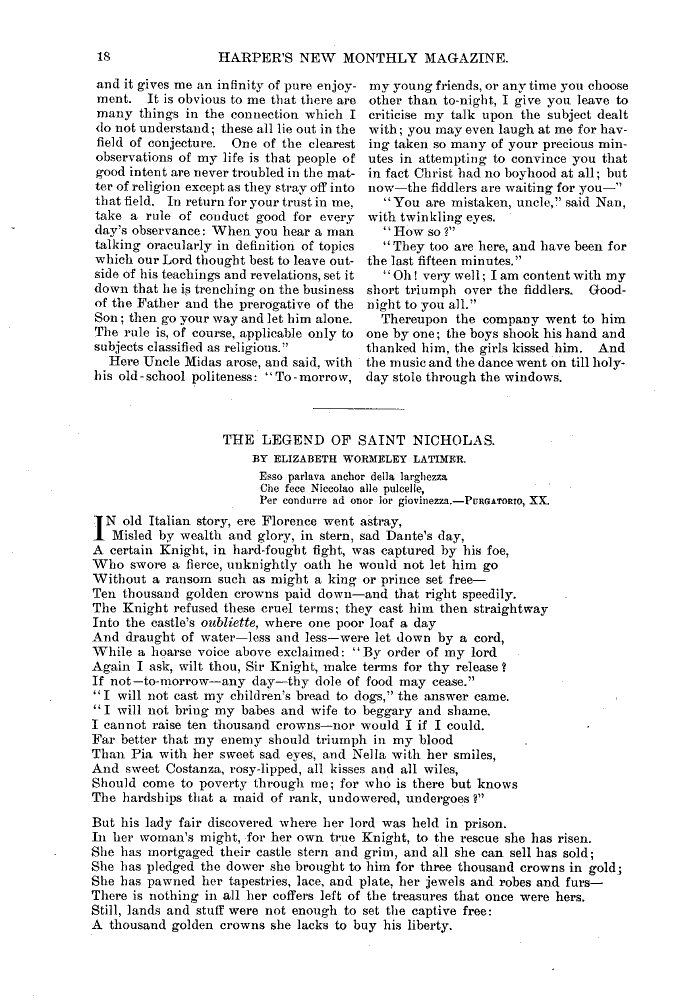 18
HARPER'S NEW MONTHLY MAGAZINE.
and it gives me an infinity of pure enjoy-
ment. It is obvious to me that there are
many things in the connection which I
do not understand; these all lie out in the
field of conjecture. One of the clearest
observations of my life is that people of
good intent are never troubled in the mat-
ter of religion except as they stray off into
that field. In return for your trust in me,
take a rule of conduct good for every
day's observance: When you hear a man
talking oracularly in definition of topics
which our Lord thought best to leave out-
side of his teachings and revelations, set it
down that he is trenching on the business
of the Father and the prerogative of the
Son; then go your way and let him alone.
The rule is, of course, applicable only to
subjects classified as religious."
Here Uncle Midas arose, and said, with
his old-school politeness: "To-morrow,
my young friends, or any time you choose
other than to-night, I give you leave to
criticise my talk upon the subject dealt
with; you may even laugh at me for hav-
ing taken so many of your precious min-
utes in attempting to convince you that
in fact Christ had no boyhood at all; but
now—the fiddlers are waiting for you—"
"You are mistaken, uncle," said Nan,
with twinkling eyes.
"How so?"
"They too are here, and have been for
the last fifteen minutes."
"Oh! very well; I am content with my
short triumph over the fiddlers. Good-
night to you all."
Thereupon the company went to him
one by one; the boys shook his hand and
thanked him, the girls kissed him. And
the music and the dance went on till holy-
day stole through the windows.
THE LEGEND OF SAINT NICHOLAS.
BY ELIZABETH WORMELEY LATIMER.
Esso parlava anchor della larghezza
Che fece Niccolao alle pulcelle,
Per condurre ad onor lor giovinezza.—PURGATORIO, XX.
IN old Italian story, ere Florence went astray,
Misled by wealth and glory, in stern, sad Dante's day,
A certain Knight, in hard-fought fight, was captured by his foe,
Who swore a fierce, unknightly oath he would not let him go
Without a ransom such as might a king or prince set free—
Ten thousand golden crowns paid down—and that right speedily.
The Knight refused these cruel terms; they cast him then straightway
Into the castle's oubliette, where one poor loaf a day
And draught of water—less and less—were let down by a cord,
While a hoarse voice above exclaimed: "By order of my lord
Again I ask, wilt thou, Sir Knight, make terms for thy release?
If not—to-morrow—any day—thy dole of food may cease."
"I will not cast my children's bread to dogs," the answer came.
"I will not bring my babes and wife to beggary and shame.
I cannot raise ten thousand crowns—nor would I if I could.
Far better that my enemy should triumph in my blood
Than Pia with her sweet sad eyes, and Nella with her smiles,
And sweet Costanza, rosy-lipped, all kisses and all wiles,
Should come to poverty through me; for who is there but knows
The hardships that a maid of rank, undowered, undergoes?"
But his lady fair discovered where her lord was held in prison.
In her woman's might, for her own true Knight, to the rescue she has risen.
She has mortgaged their castle stern and grim, and all she can sell has sold;
She has pledged the dower she brought to him for three thousand crowns in gold;
She has pawned her tapestries, lace, and plate, her jewels and robes and furs—
There is nothing in all her coffers left of the treasures that once were hers.
Still, lands and stuff were not enough to set the captive free:
A thousand golden crowns she lacks to buy his liberty.